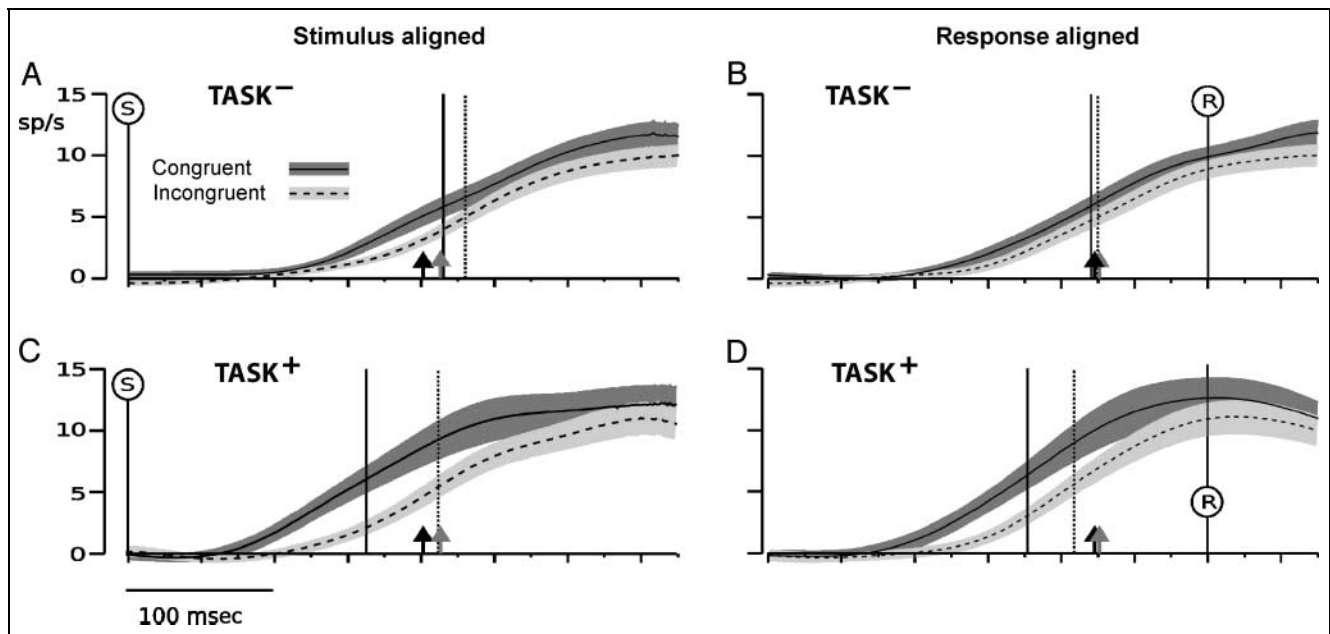 Stimulus aligned
Response aligned
A
TASK−
15
sp/s
10
5
0
S
Congruent
Incongruent
B
TASK−
R
C
TASK+
15
10
5
0
S
100 msec
D
TASK+
R